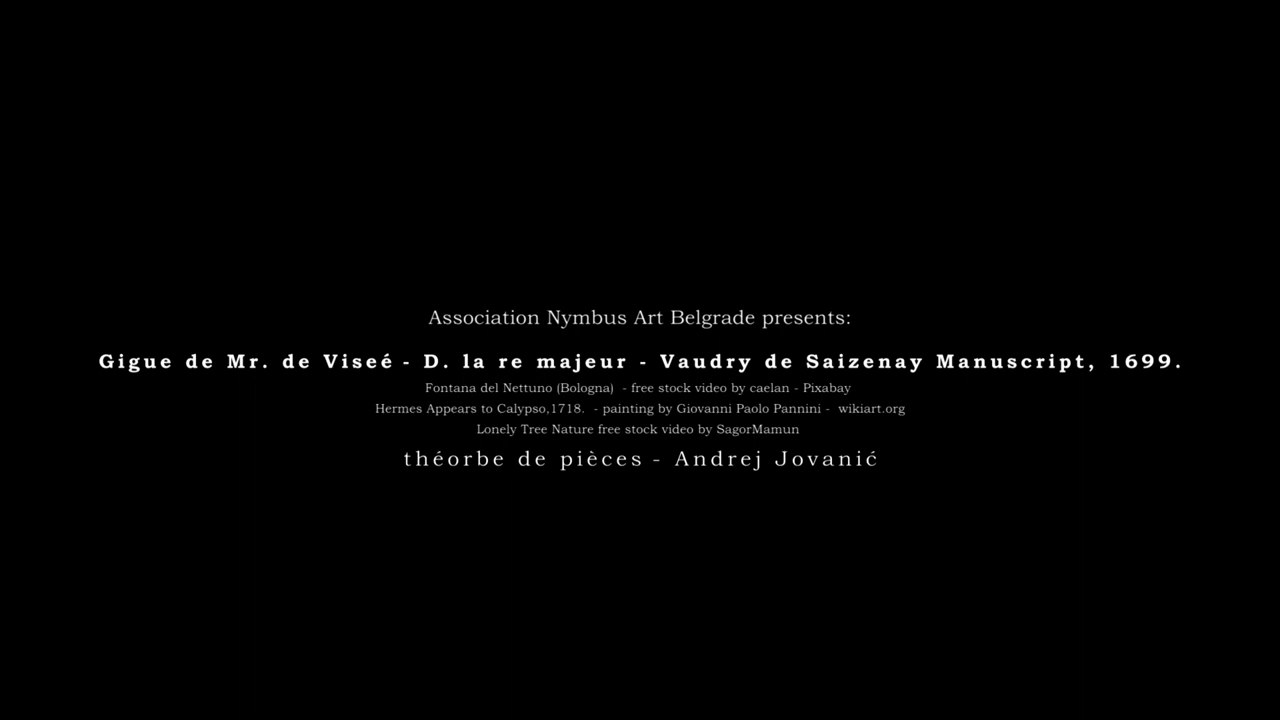 Association Nymbus Art Belgrade presents:
Gigue de Mr. de Viseé - D. la re majeur - Vaudry de Saizenay Manuscript, 1699.
Fontana del Nettuno (Bologna) - free stock video by caelan - Pixabay
Hermes Appears to Calypso,1718. - painting by Giovanni Paolo Pannini - wikiart.org
Lonely Tree Nature free stock video by SagorMamun
théorbe de pièces - Andrej Jovanić